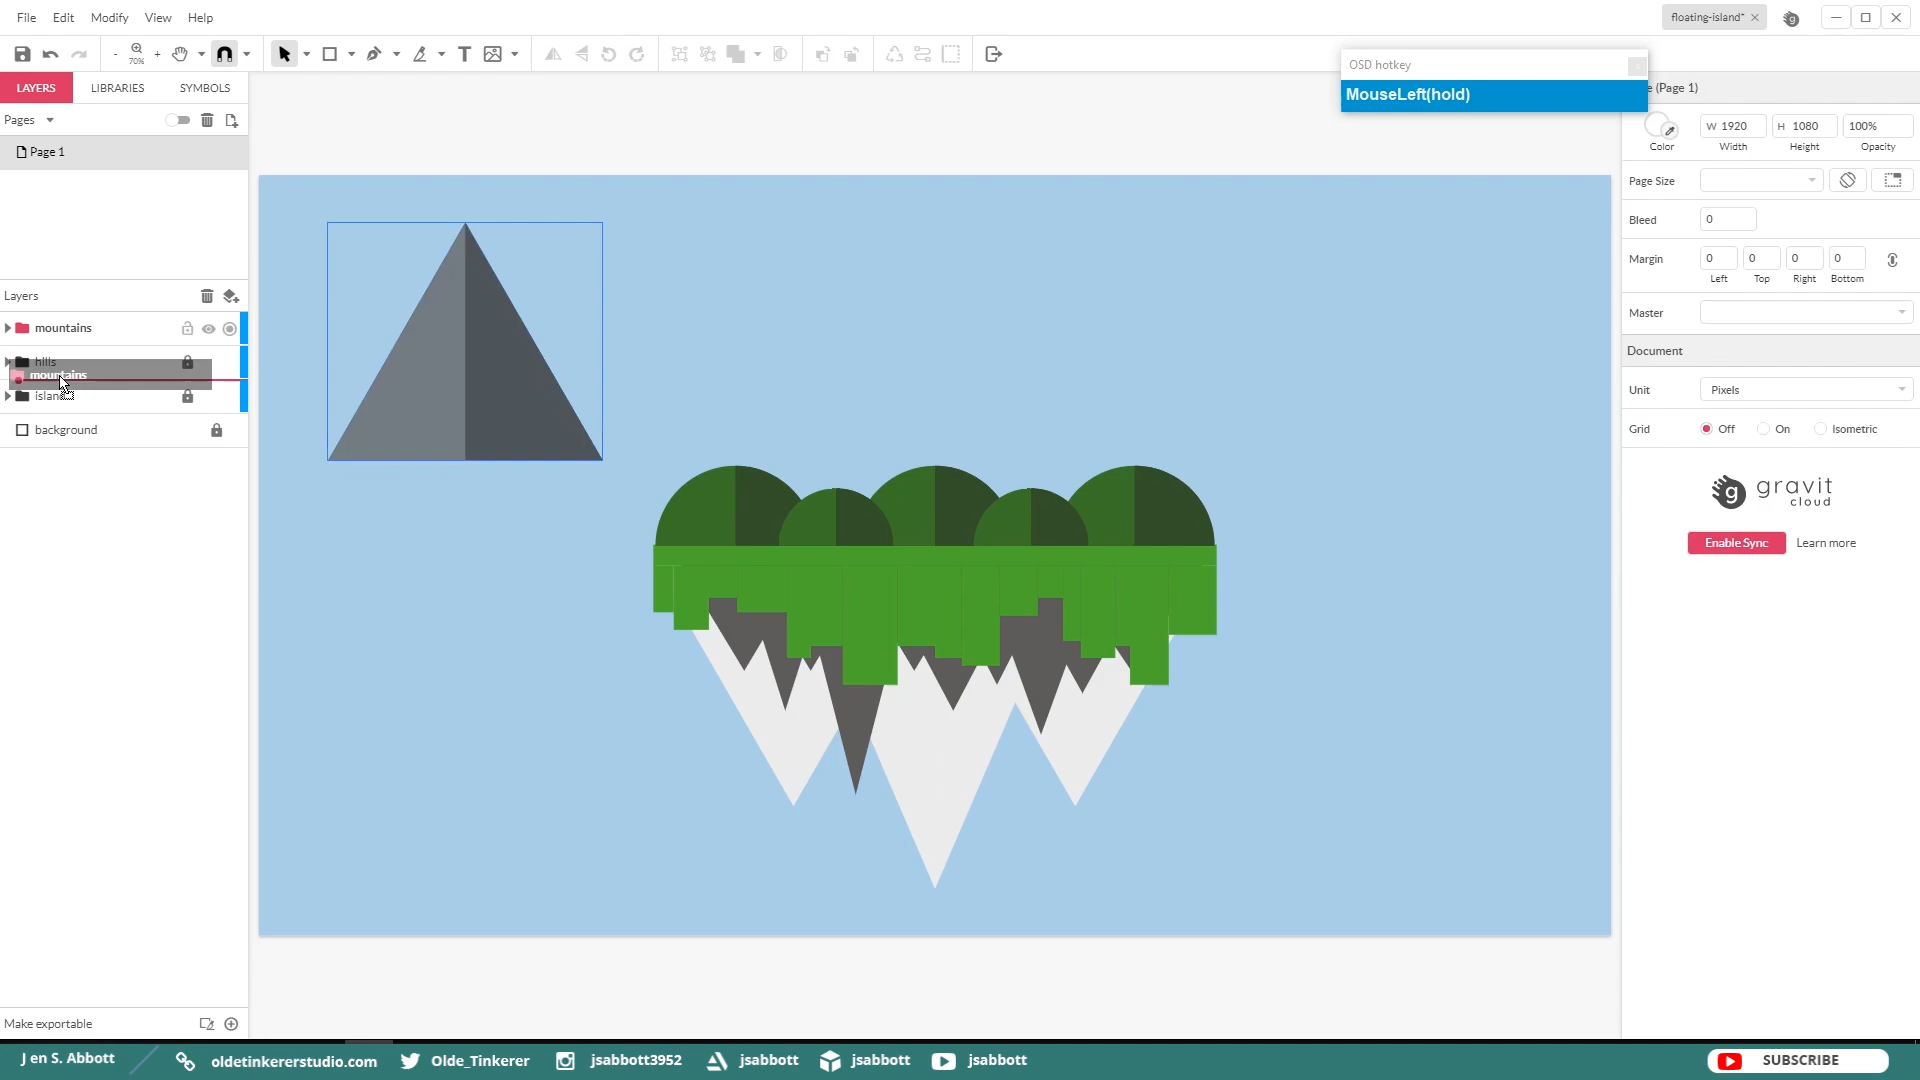 File Edit Modify View Help
floating-island*
70%
OSD hotkey
MouseLeft(hold)
LAYERS LIBRARIES SYMBOLS
(Page 1)
Pages
Page 1
W 1920 H 1080 100%
Color Width Height Opacity
Page Size
Bleed 0
Margin 0 0 0 0
Left Top Right Bottom
Layers
Master
mountains
hills
mountains
Document
Unit Pixels
background
Grid Off On Isometric
gravit
cloud
Enable Sync Learn more
Make exportable
J en S. Abbott oldetinkererstudio.com Olde_Tinkerer jsabbott3952 jsabbott jsabbott jsabbott SUBSCRIBE